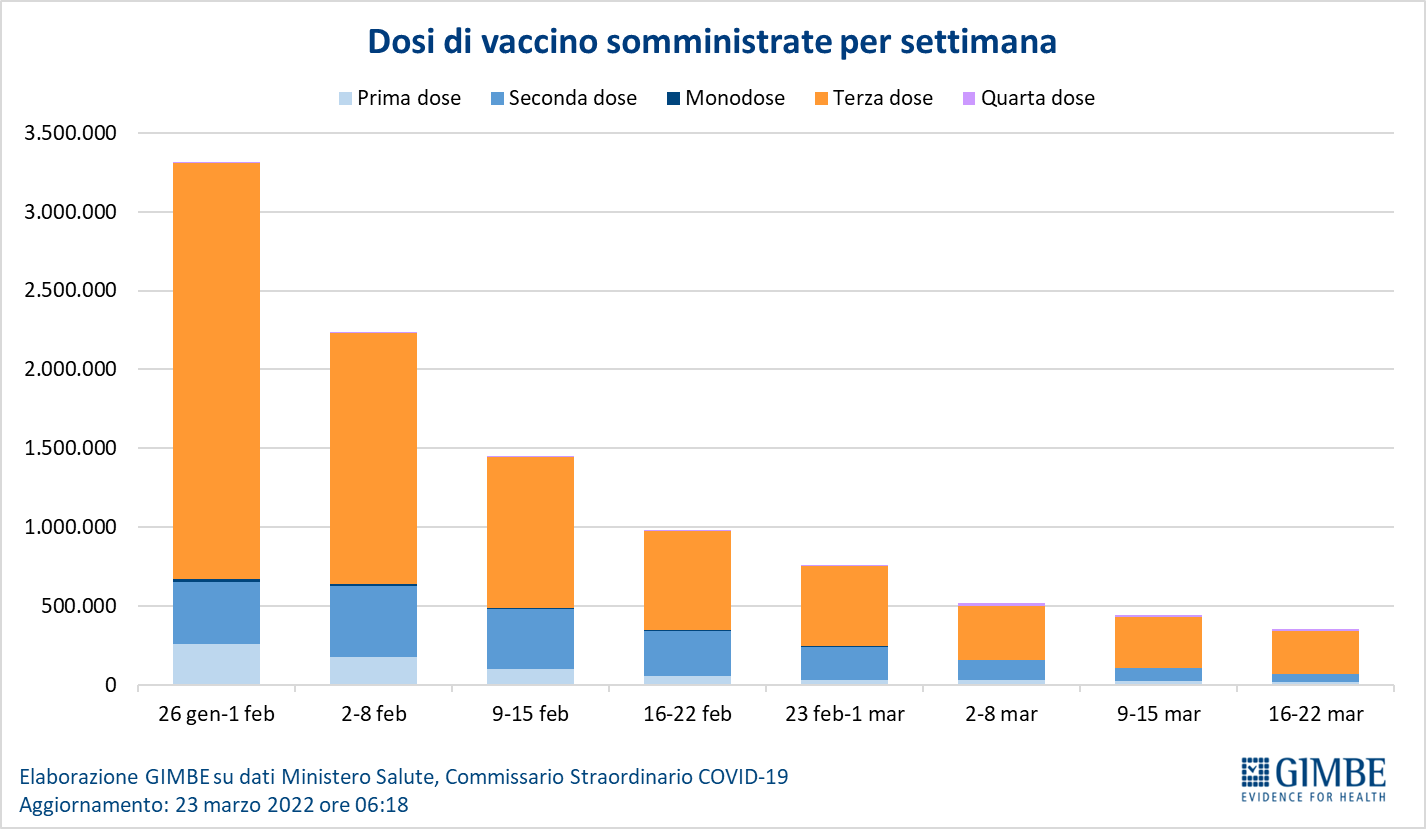 Dosi di vaccino somministrate per settimana
Prima dose Seconda dose Monodose Terza dose Quarta dose
3.500.000
3.000.000
2.500.000
2.000.000
1.500.000
1.000.000
500.000
0
26 gen-1 feb 2-8 feb 9-15 feb 16-22 feb 23 feb-1 mar 2-8 mar 9-15 mar 16-22 mar
Elaborazione GIMBE su dati Ministero Salute, Commissario Straordinario COVID-19
Aggiornamento: 23 marzo 2022 ore 06:18
GIMBE
EVIDENCE FOR HEALTH